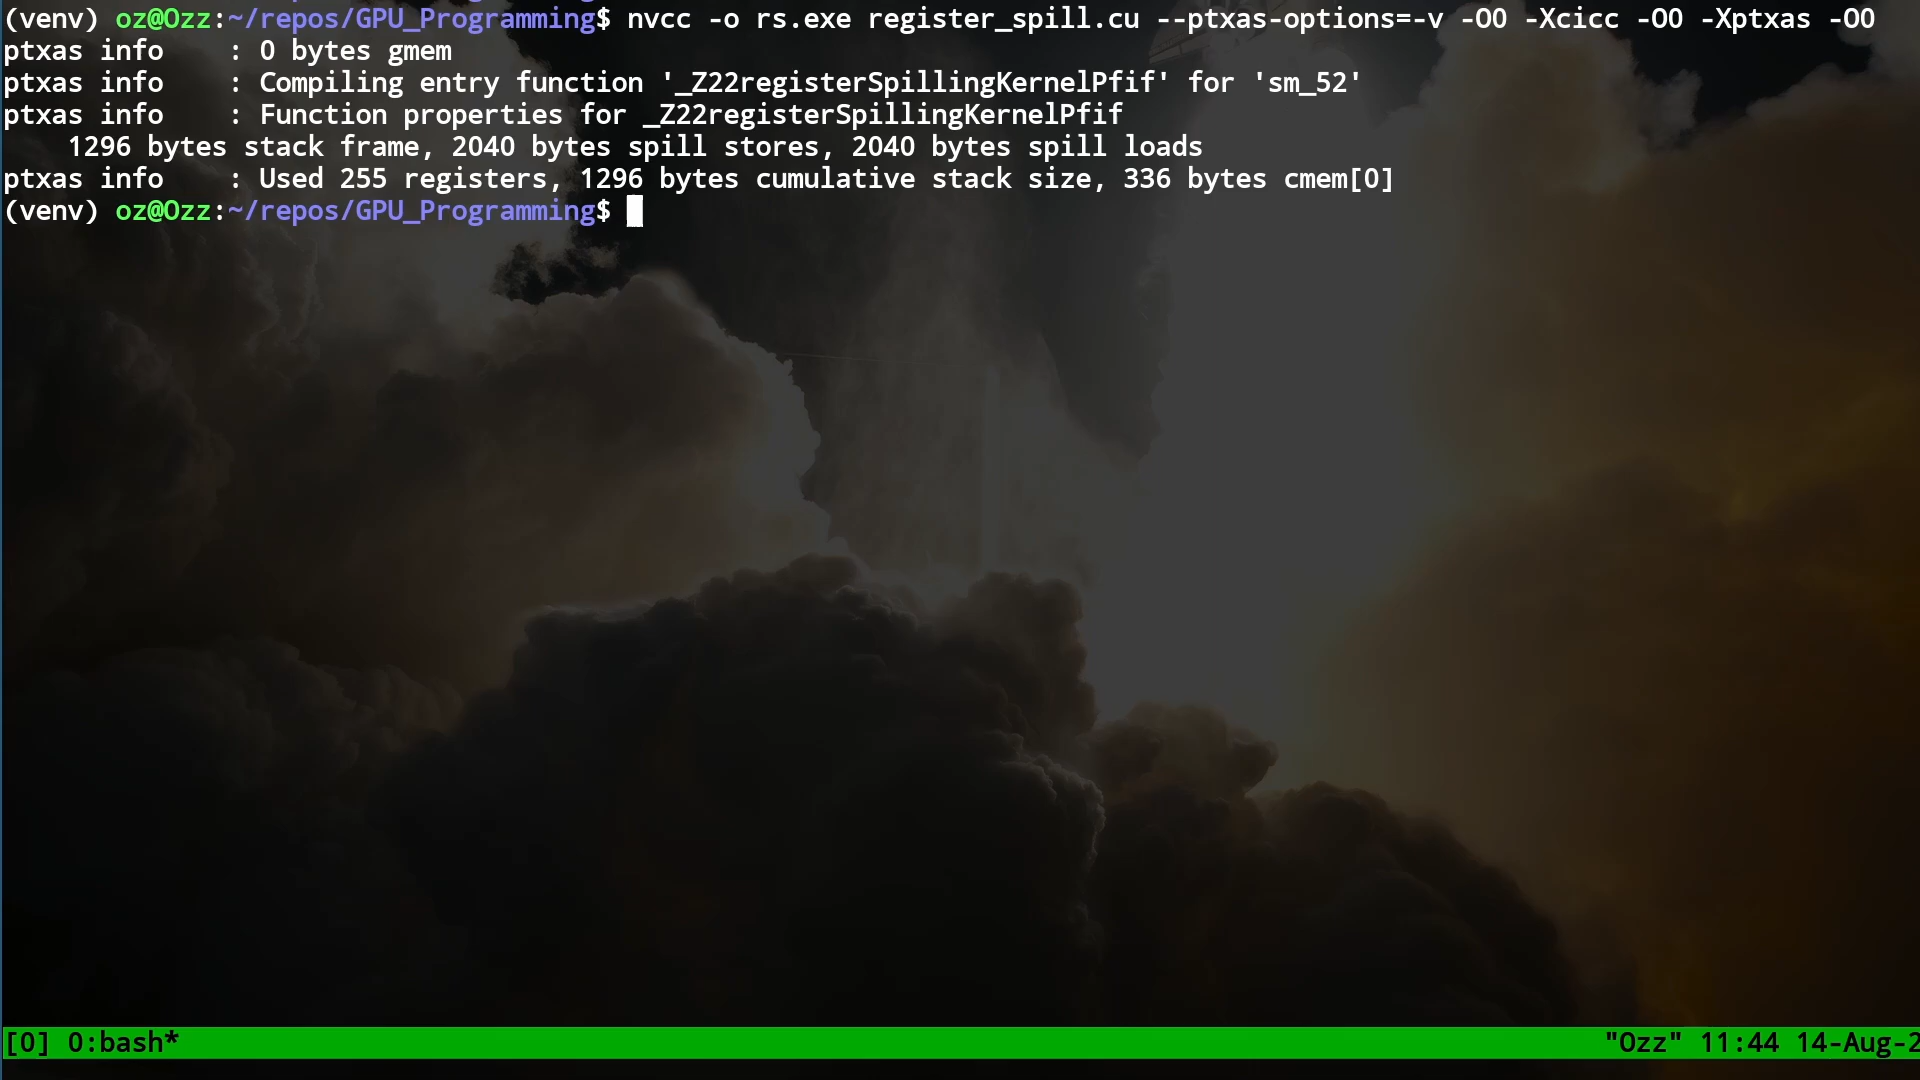 (venv) oz@Ozz:~/repos/GPU_Programming$ nvcc -o rs.exe register_spill.cu --ptxas-options=-v -O0 -Xcicc -O0 -Xptxas -O0
ptxas info    : 0 bytes gmem
ptxas info    : Compiling entry function '_Z22registerSpillingKernelPfif' for 'sm_52'
ptxas info    : Function properties for _Z22registerSpillingKernelPfif
    1296 bytes stack frame, 2040 bytes spill stores, 2040 bytes spill loads
ptxas info    : Used 255 registers, 1296 bytes cumulative stack size, 336 bytes cmem[0]
(venv) oz@Ozz:~/repos/GPU_Programming$
[0] 0:bash* "Ozz" 11:44 14-Aug-2